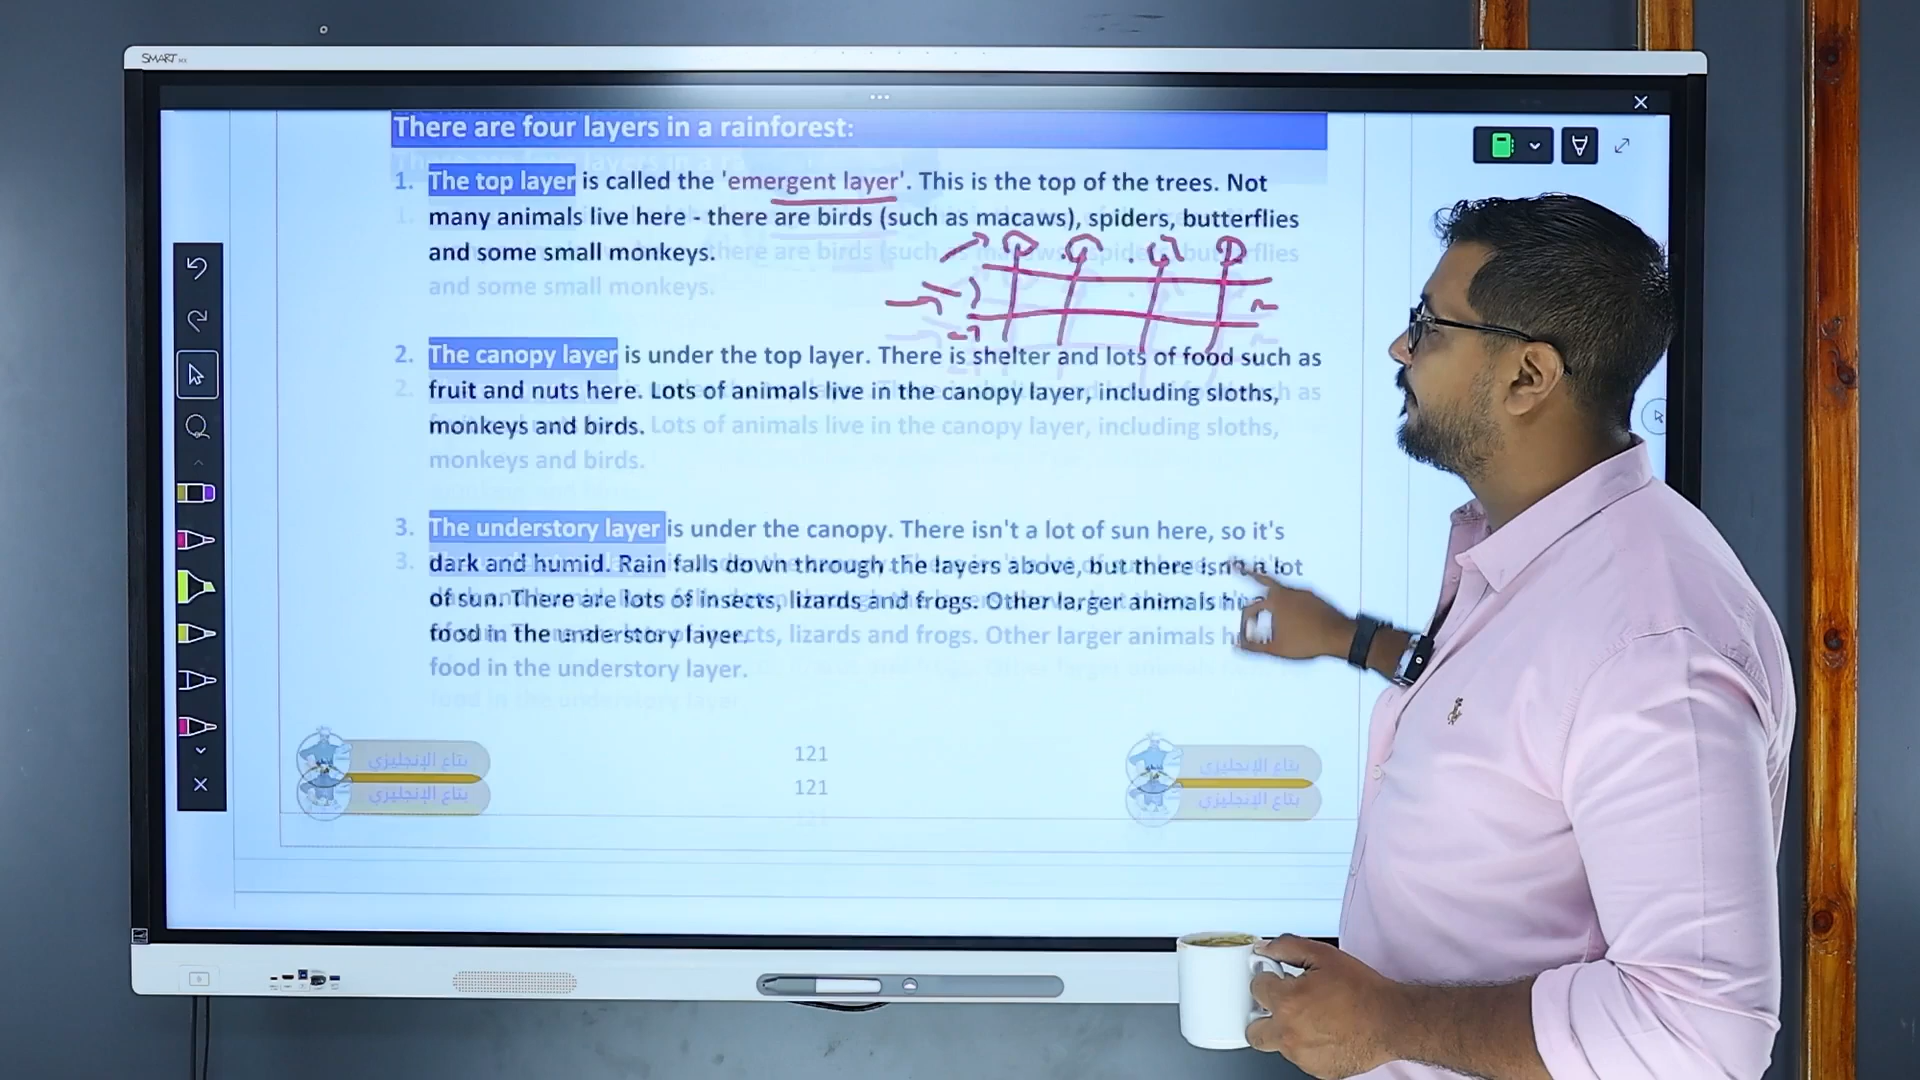 SMART
There are four layers in a rainforest:
1. The top layer is called the 'emergent layer'. This is the top of the trees. Not
many animals live here - there are birds (such as macaws), spiders, butterflies
and some small monkeys.
2. The canopy layer is under the top layer. There is shelter and lots of food such as
fruit and nuts here. Lots of animals live in the canopy layer, including sloths,
monkeys and birds.
3. The understory layer is under the canopy. There isn't a lot of sun here, so it's
dark and humid. Rain falls down through the layers above, but there isn't a lot
of sun. There are lots of insects, lizards and frogs. Other larger animals
food in the understory layer.
بتاع الإنجليزي
121
بتاع الإنجليزي
بتاع الإنجليزي
121
بتاع الإنجليزي